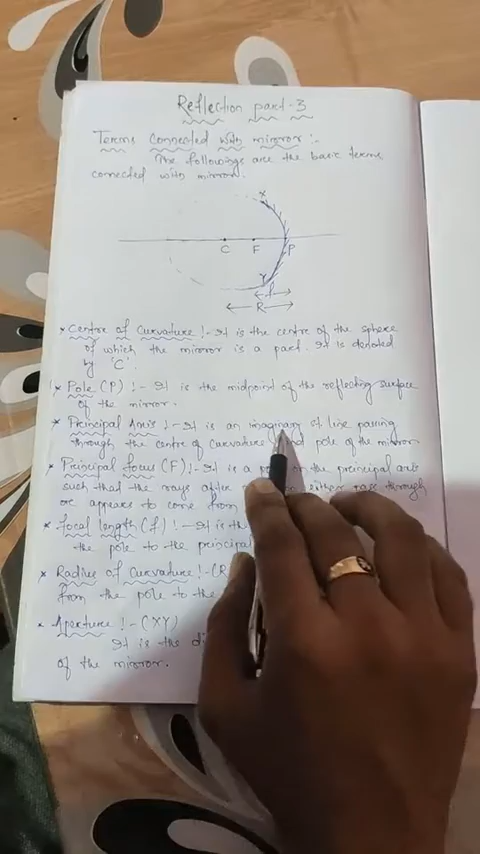 Reflection part-3
Terms Connected with mirror:-
The followings are the basic terms
connected with mirror.
X
C F P
Y
f
R
* Centre of Curvature !- It is the centre of the sphere
of which the mirror is a part. It is denoted
by 'C'.
* Pole (P) !- It is the midpoint of the reflecting surface
of the mirror.
* Principal Axis !- It is an imaginary st line passing
through the centre of curvature and pole of the mirror
* Principal focus (F) !- It is a on the principal axis
such that the rays after either pass through
or appears to come from
* Focal length (f) !- It is the
the pole to the principal
* Radius of Curvature !- (R
from the pole to the
* Aperture !- (XY)
It is the
of the mirror.